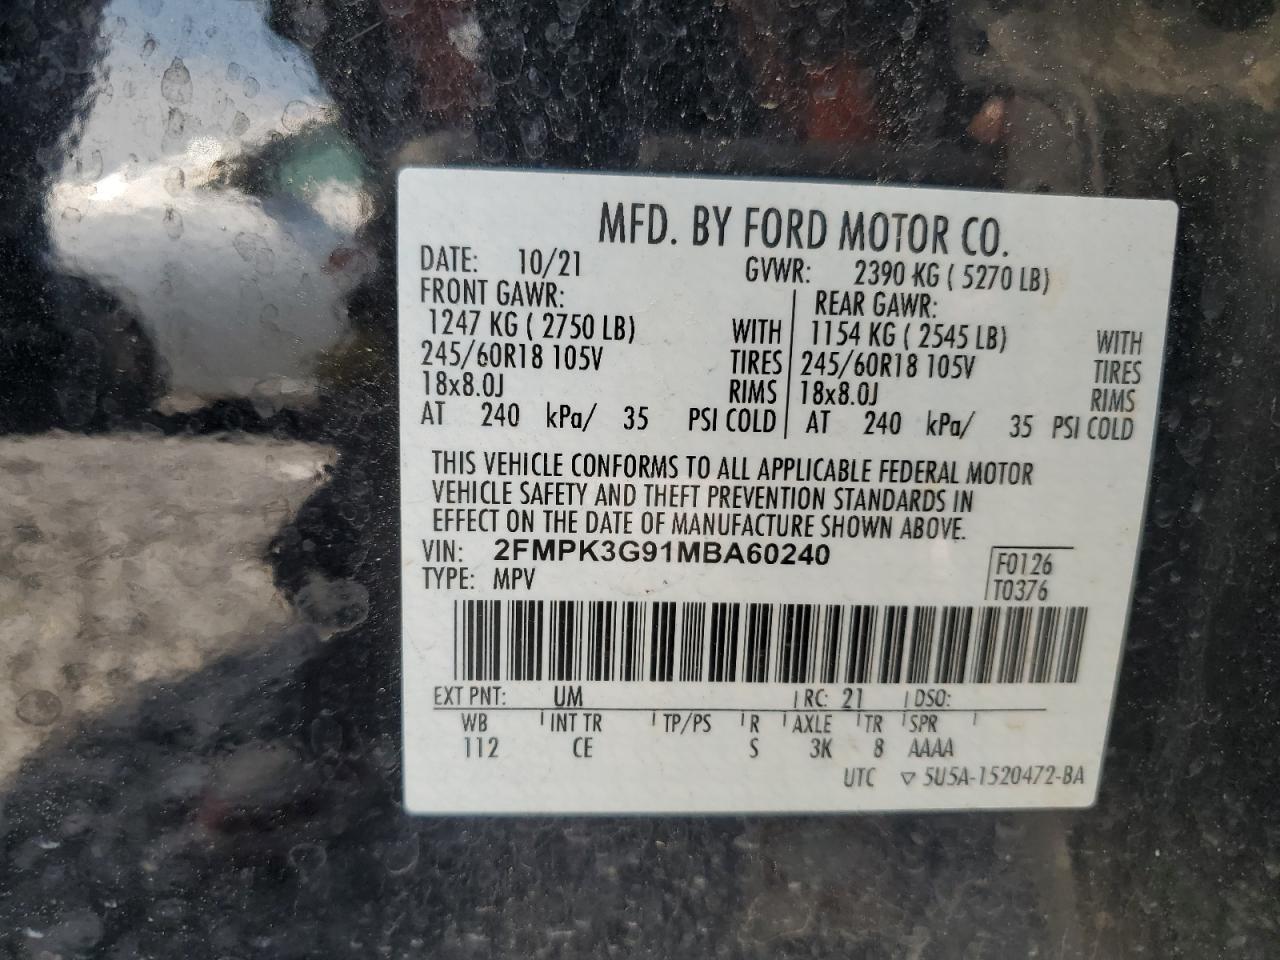 MFD. BY FORD MOTOR CO.
DATE: 10/21 GVWR: 2390 KG ( 5270 LB)
FRONT GAWR: REAR GAWR:
1247 KG ( 2750 LB) WITH 1154 KG ( 2545 LB) WITH
245/60R18 105V TIRES 245/60R18 105V TIRES
18x8.0J RIMS 18x8.0J RIMS
AT 240 kPa/ 35 PSI COLD AT 240 kPa/ 35 PSI COLD
THIS VEHICLE CONFORMS TO ALL APPLICABLE FEDERAL MOTOR
VEHICLE SAFETY AND THEFT PREVENTION STANDARDS IN
EFFECT ON THE DATE OF MANUFACTURE SHOWN ABOVE.
VIN: 2FMPK3G91MBA60240 F0126
TYPE: MPV T0376
EXT PNT: UM RC: 21 DSO:
WB INT TR TP/PS R AXLE TR SPR
112 CE S 3K 8 AAAA
UTC ▽ 5U5A-1520472-BA